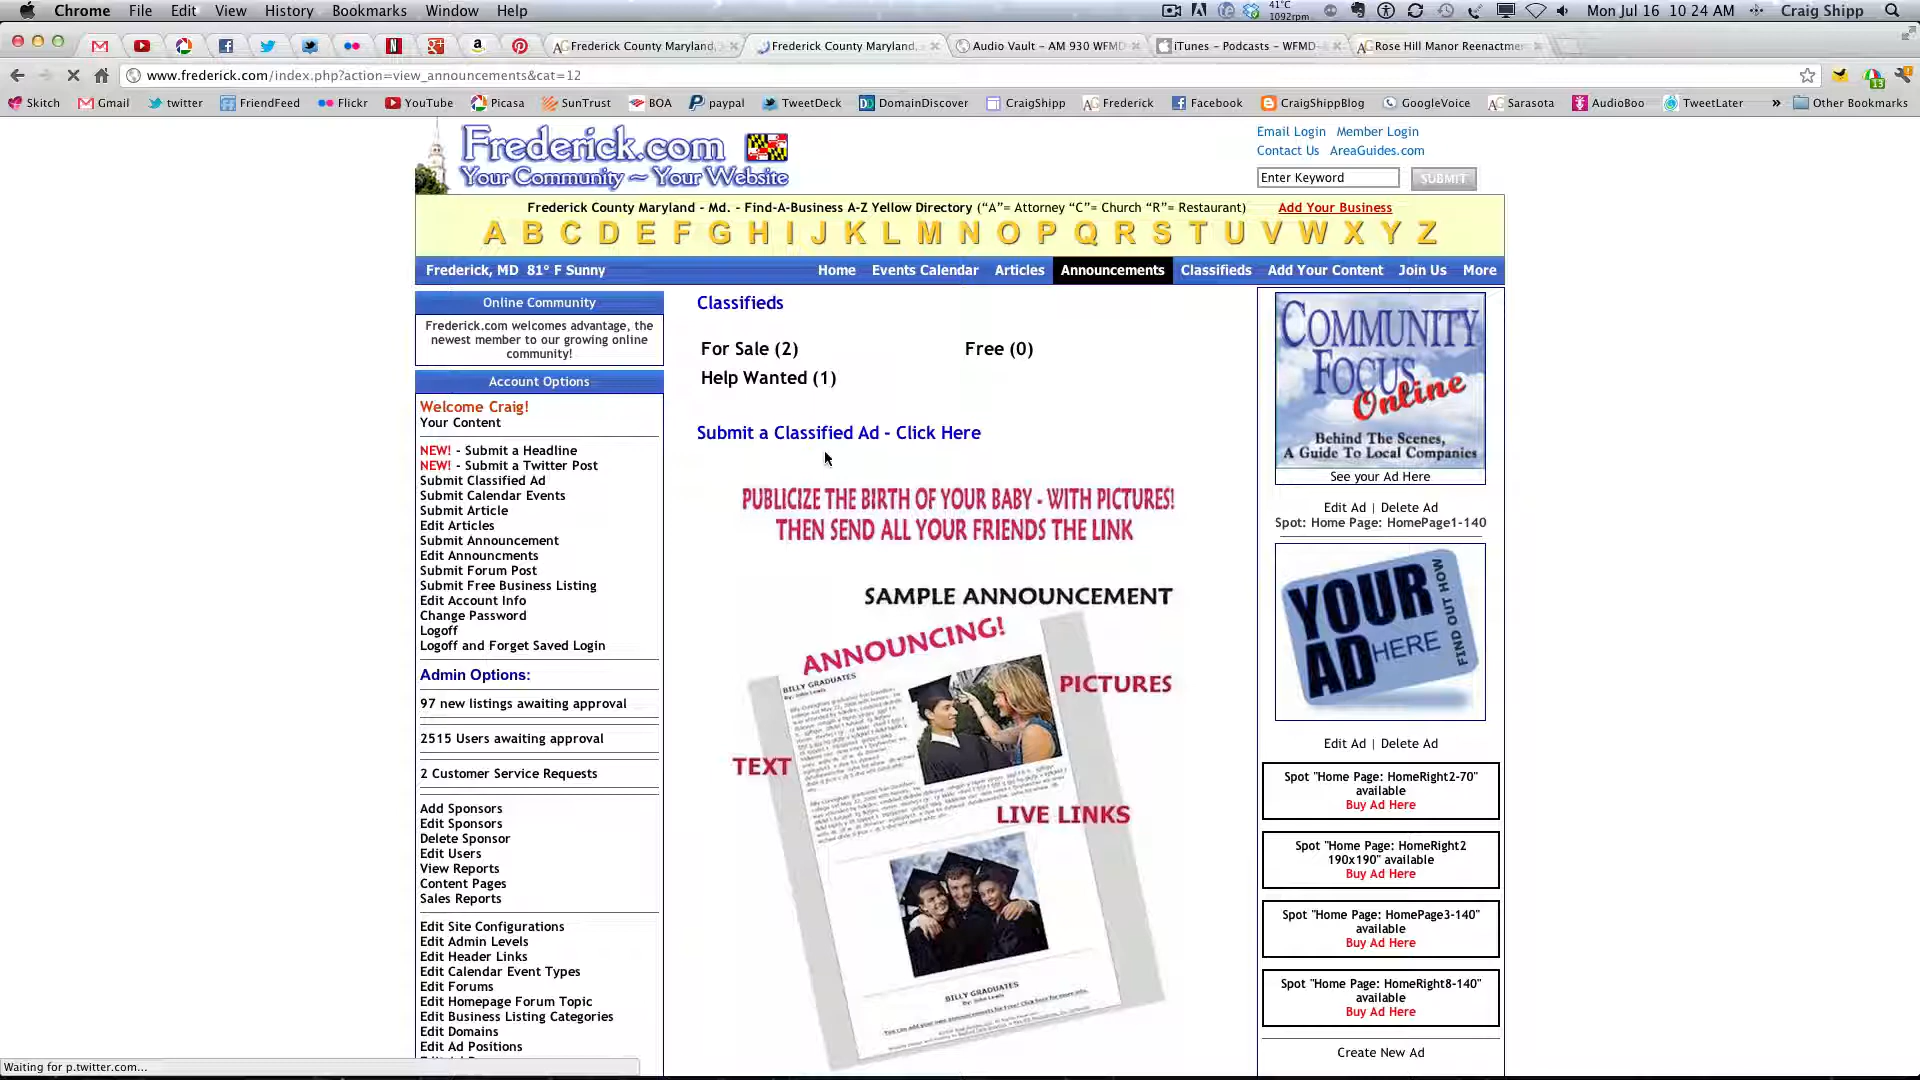 Chrome File Edit View History Bookmarks Window Help
41°C
1092rpm
Mon Jul 16 10:24 AM Craig Shipp
Frederick County Maryland, Frederick County Maryland, Audio Vault - AM 930 WFMD iTunes - Podcasts - WFMD- Rose Hill Manor Reenactmer
www.frederick.com/index.php?action=view_announcements&cat=12
13
Skitch Gmail twitter FriendFeed Flickr YouTube Picasa SunTrust BOA paypal TweetDeck DomainDiscover CraigShipp Frederick Facebook CraigShippBlog GoogleVoice Sarasota AudioBoo TweetLater » Other Bookmarks
Frederick.com
Your Community ~ Your Website
Email Login Member Login
Contact Us AreaGuides.com
Enter Keyword SUBMIT
Frederick County Maryland - Md. - Find-A-Business A-Z Yellow Directory (“A”= Attorney “C”= Church “R”= Restaurant) Add Your Business
A B C D E F G H I J K L M N O P Q R S T U V W X Y Z
Frederick, MD 81° F Sunny Home Events Calendar Articles Announcements Classifieds Add Your Content Join Us More
Online Community
Frederick.com welcomes advantage, the
newest member to our growing online
community!
Account Options
Welcome Craig!
Your Content
NEW! - Submit a Headline
NEW! - Submit a Twitter Post
Submit Classified Ad
Submit Calendar Events
Submit Article
Edit Articles
Submit Announcement
Edit Announcments
Submit Forum Post
Submit Free Business Listing
Edit Account Info
Change Password
Logoff
Logoff and Forget Saved Login
Admin Options:
97 new listings awaiting approval
2515 Users awaiting approval
2 Customer Service Requests
Add Sponsors
Edit Sponsors
Delete Sponsor
Edit Users
View Reports
Content Pages
Sales Reports
Edit Site Configurations
Edit Admin Levels
Edit Header Links
Edit Calendar Event Types
Edit Forums
Edit Homepage Forum Topic
Edit Business Listing Categories
Edit Domains
Edit Ad Positions
Classifieds
For Sale (2) Free (0)
Help Wanted (1)
Submit a Classified Ad - Click Here
PUBLICIZE THE BIRTH OF YOUR BABY - WITH PICTURES!
THEN SEND ALL YOUR FRIENDS THE LINK
SAMPLE ANNOUNCEMENT
ANNOUNCING!
BILLY GRADUATES
By: John Lewis
PICTURES
TEXT
LIVE LINKS
BILLY GRADUATES
By: John Lewis
COMMUNITY
FOCUS
Online
Behind The Scenes,
A Guide To Local Companies
See your Ad Here
Edit Ad | Delete Ad
Spot: Home Page: HomePage1-140
YOUR
AD HERE
FIND OUT HOW
Edit Ad | Delete Ad
Spot "Home Page: HomeRight2-70"
available
Buy Ad Here
Spot "Home Page: HomeRight2
190x190" available
Buy Ad Here
Spot "Home Page: HomePage3-140"
available
Buy Ad Here
Spot "Home Page: HomeRight8-140"
available
Buy Ad Here
Create New Ad
Waiting for p.twitter.com...